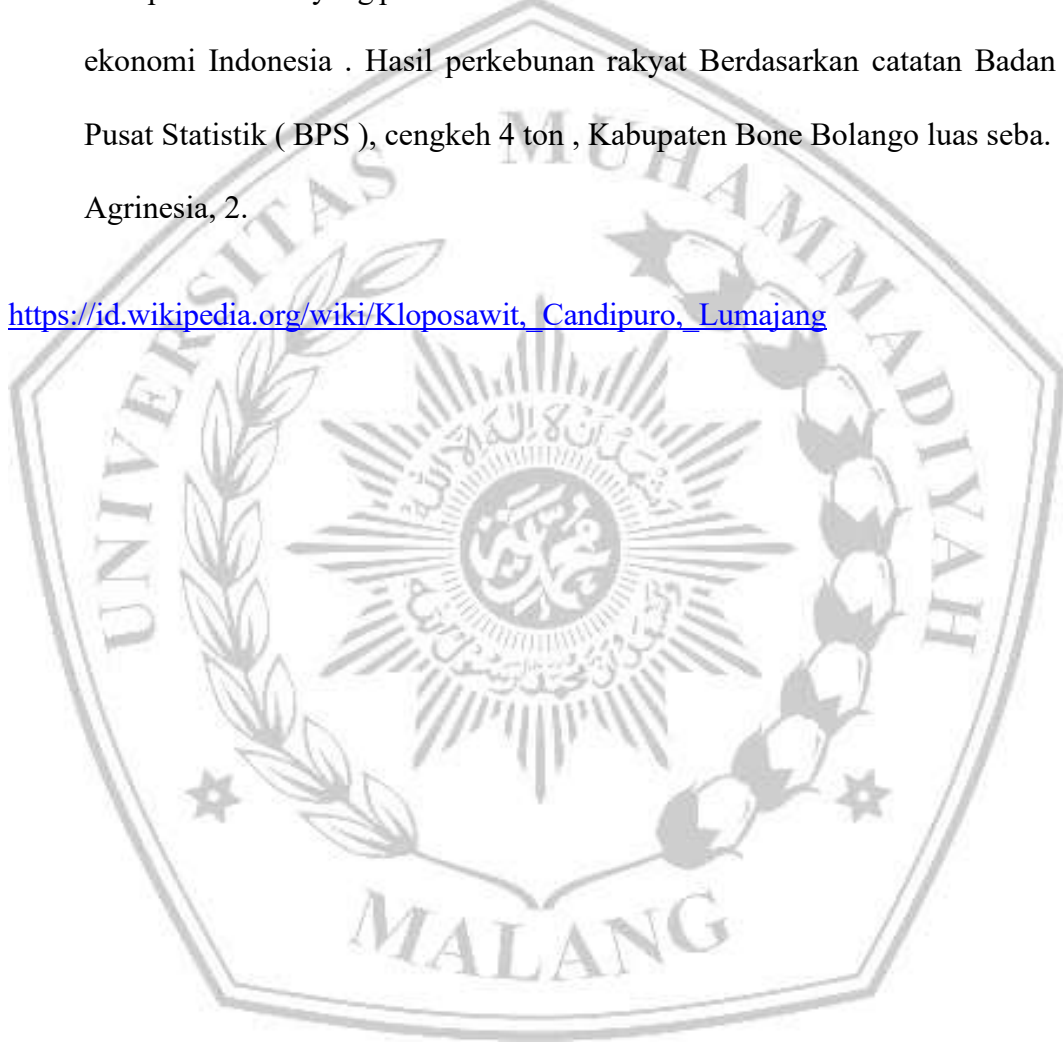 ekonomi Indonesia . Hasil perkebunan rakyat Berdasarkan catatan Badan
Pusat Statistik ( BPS ), cengkeh 4 ton , Kabupaten Bone Bolango luas seba.
Agrinesia, 2.
https://id.wikipedia.org/wiki/Kloposawit,_Candipuro,_Lumajang
UNIVERSITAS MUHAMMADIYAH
MALANG